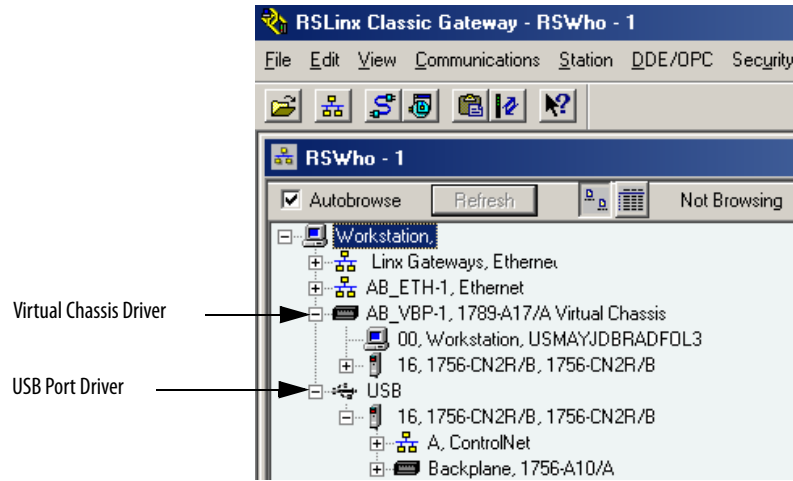 RSLinx Classic Gateway - RSWho - 1
File Edit View Communications Station DDE/OPC Security
RSWho - 1
Autobrowse Refresh Not Browsing
Workstation,
Linx Gateways, Ethernet
AB_ETH-1, Ethernet
Virtual Chassis Driver
AB_VBP-1, 1789-A17/A Virtual Chassis
00, Workstation, USMAYJDBRADFOL3
16, 1756-CN2R/B, 1756-CN2R/B
USB Port Driver
USB
16, 1756-CN2R/B, 1756-CN2R/B
A, ControlNet
Backplane, 1756-A10/A